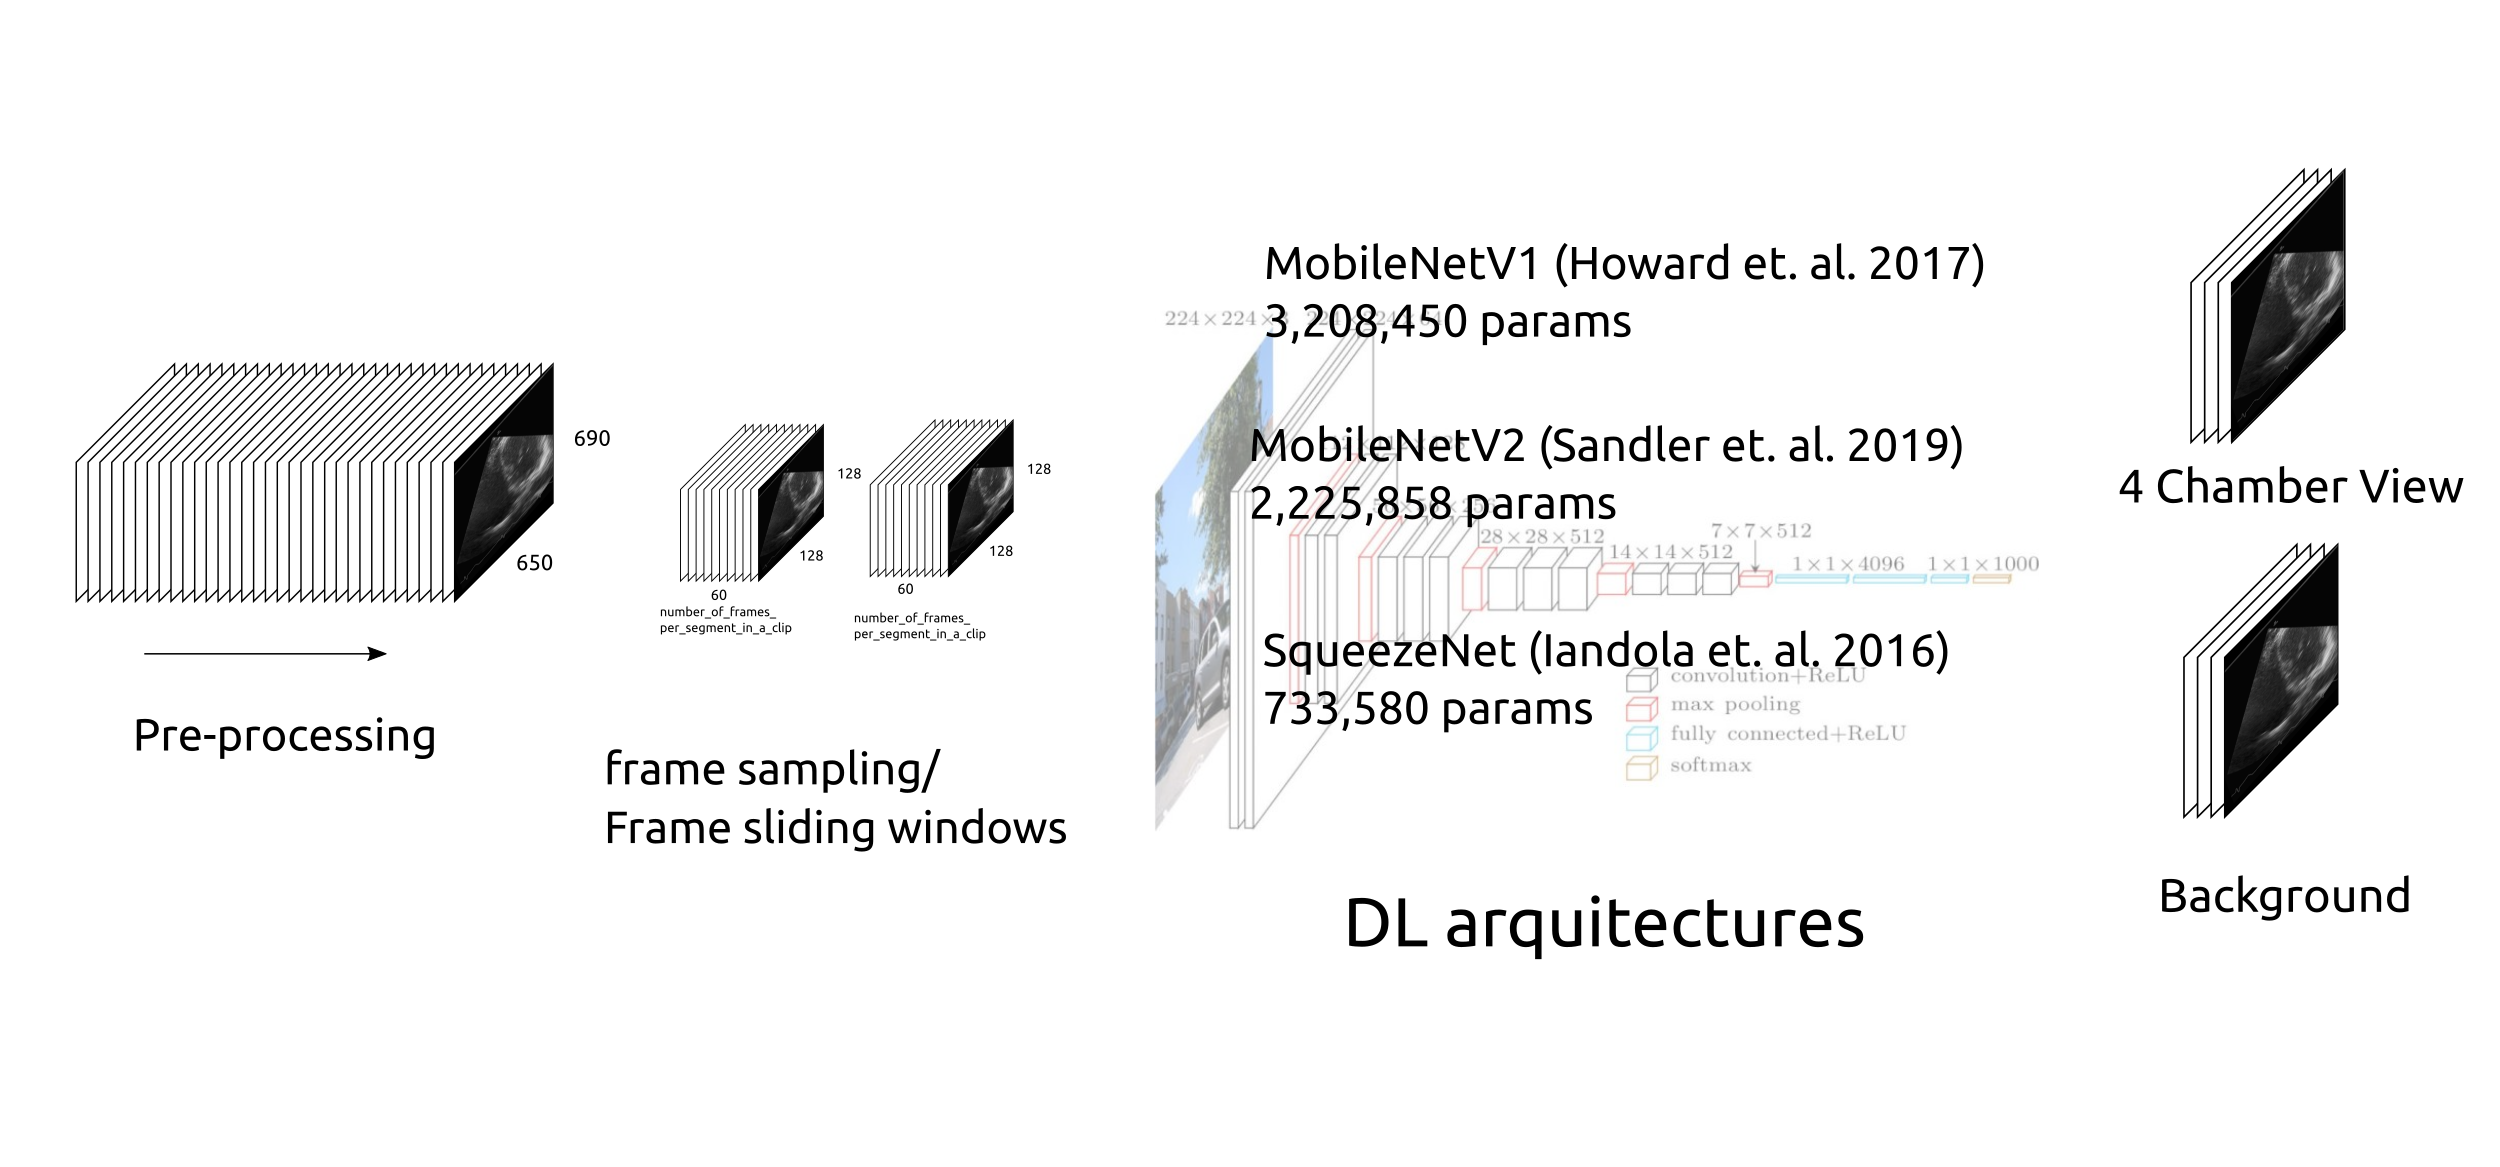 690
650
Pre-processing
128
128
60
number_of_frames_
per_segment_in_a_clip
128
128
60
number_of_frames_
per_segment_in_a_clip
frame sampling/
Frame sliding windows
MobileNetV1 (Howard et. al. 2017)
3,208,450 params
224×224×3
MobileNetV2 (Sandler et. al. 2019)
2,225,858 params
28×28×512
14×14×512
7×7×512
1×1×4096
1×1×1000
SqueezeNet (Iandola et. al. 2016)
733,580 params
convolution+ReLU
max pooling
fully connected+ReLU
softmax
DL arquitectures
4 Chamber View
Background